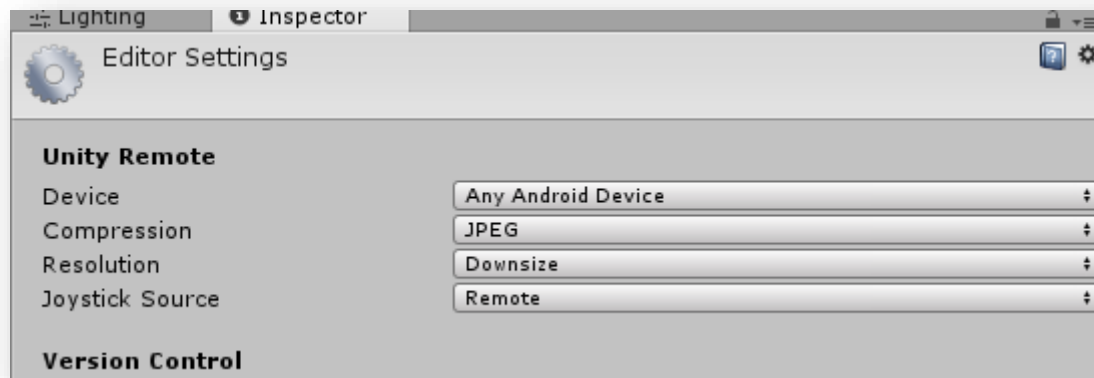 Lighting Inspector
Editor Settings
Unity Remote
Device Any Android Device
Compression JPEG
Resolution Downsize
Joystick Source Remote
Version Control